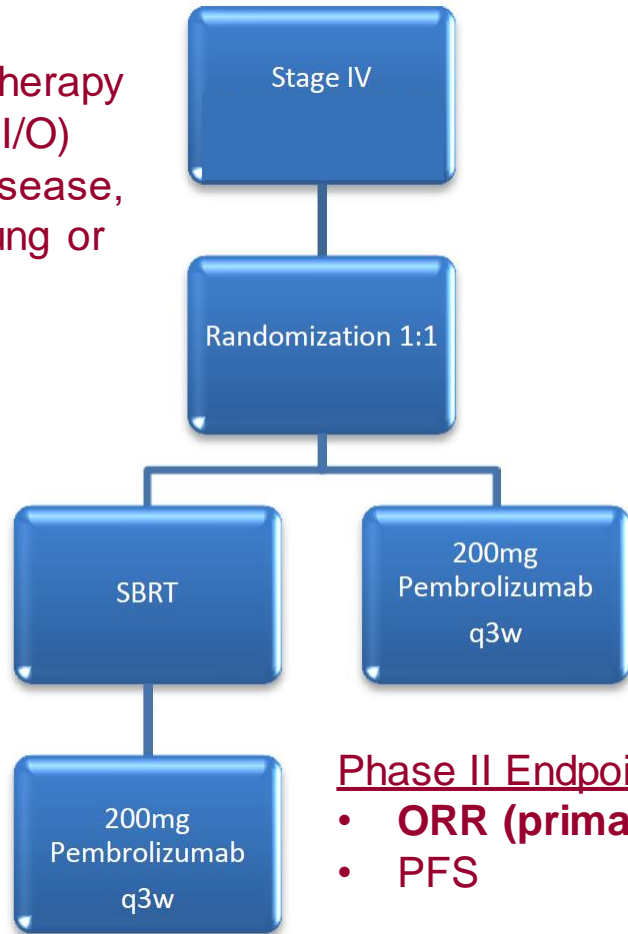 herapy
I/O)
sease,
ung or
Stage IV
Randomization 1:1
SBRT
200mg
Pembrolizumab
q3w
200mg
Pembrolizumab
q3w
Phase II Endpoi
• ORR (prima
• PFS